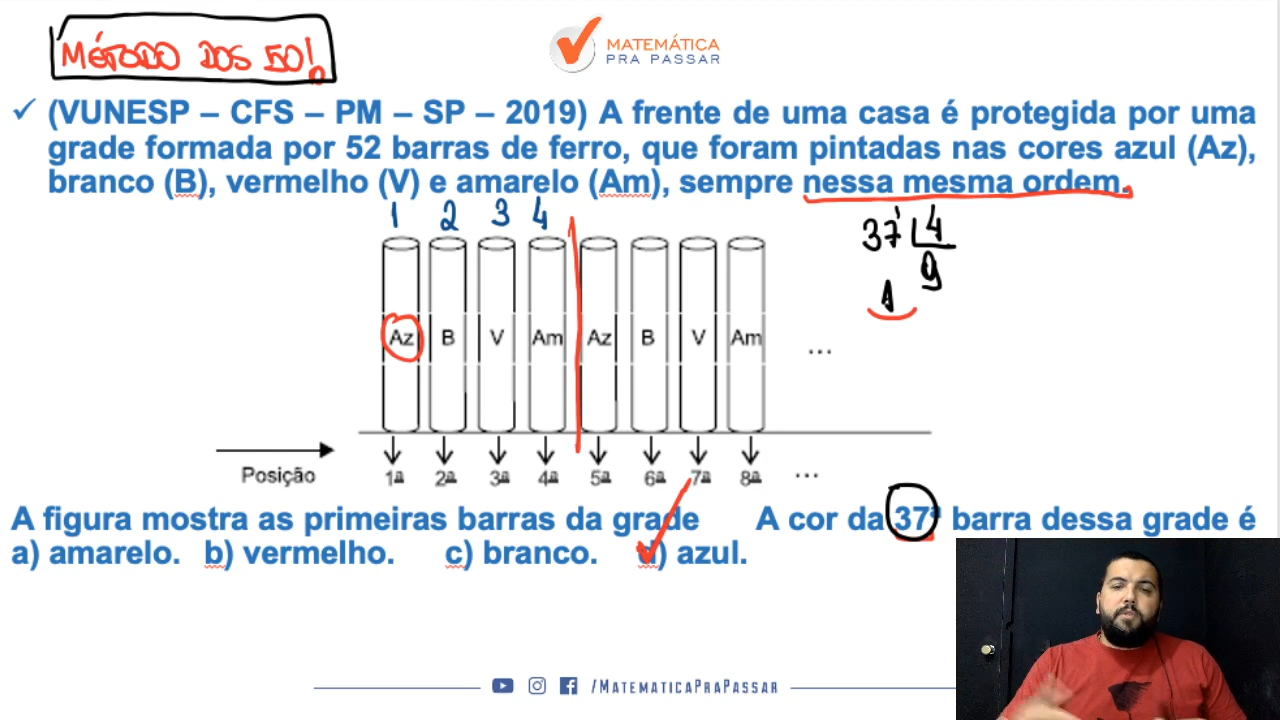 MÉTODO DOS 50!
MATEMÁTICA
PRA PASSAR
✓ (VUNESP – CFS – PM – SP – 2019) A frente de uma casa é protegida por uma
grade formada por 52 barras de ferro, que foram pintadas nas cores azul (Az),
branco (B), vermelho (V) e amarelo (Am), sempre nessa mesma ordem.
1 2 3 4
37 4
9
1
Az B V Am Az B V Am ...
Posição 1ª 2ª 3ª 4ª 5ª 6ª 7ª 8ª ...
A figura mostra as primeiras barras da grade A cor da 37ª barra dessa grade é
a) amarelo. b) vermelho. c) branco. d) azul.
/MATEMATICAPRAPASSAR